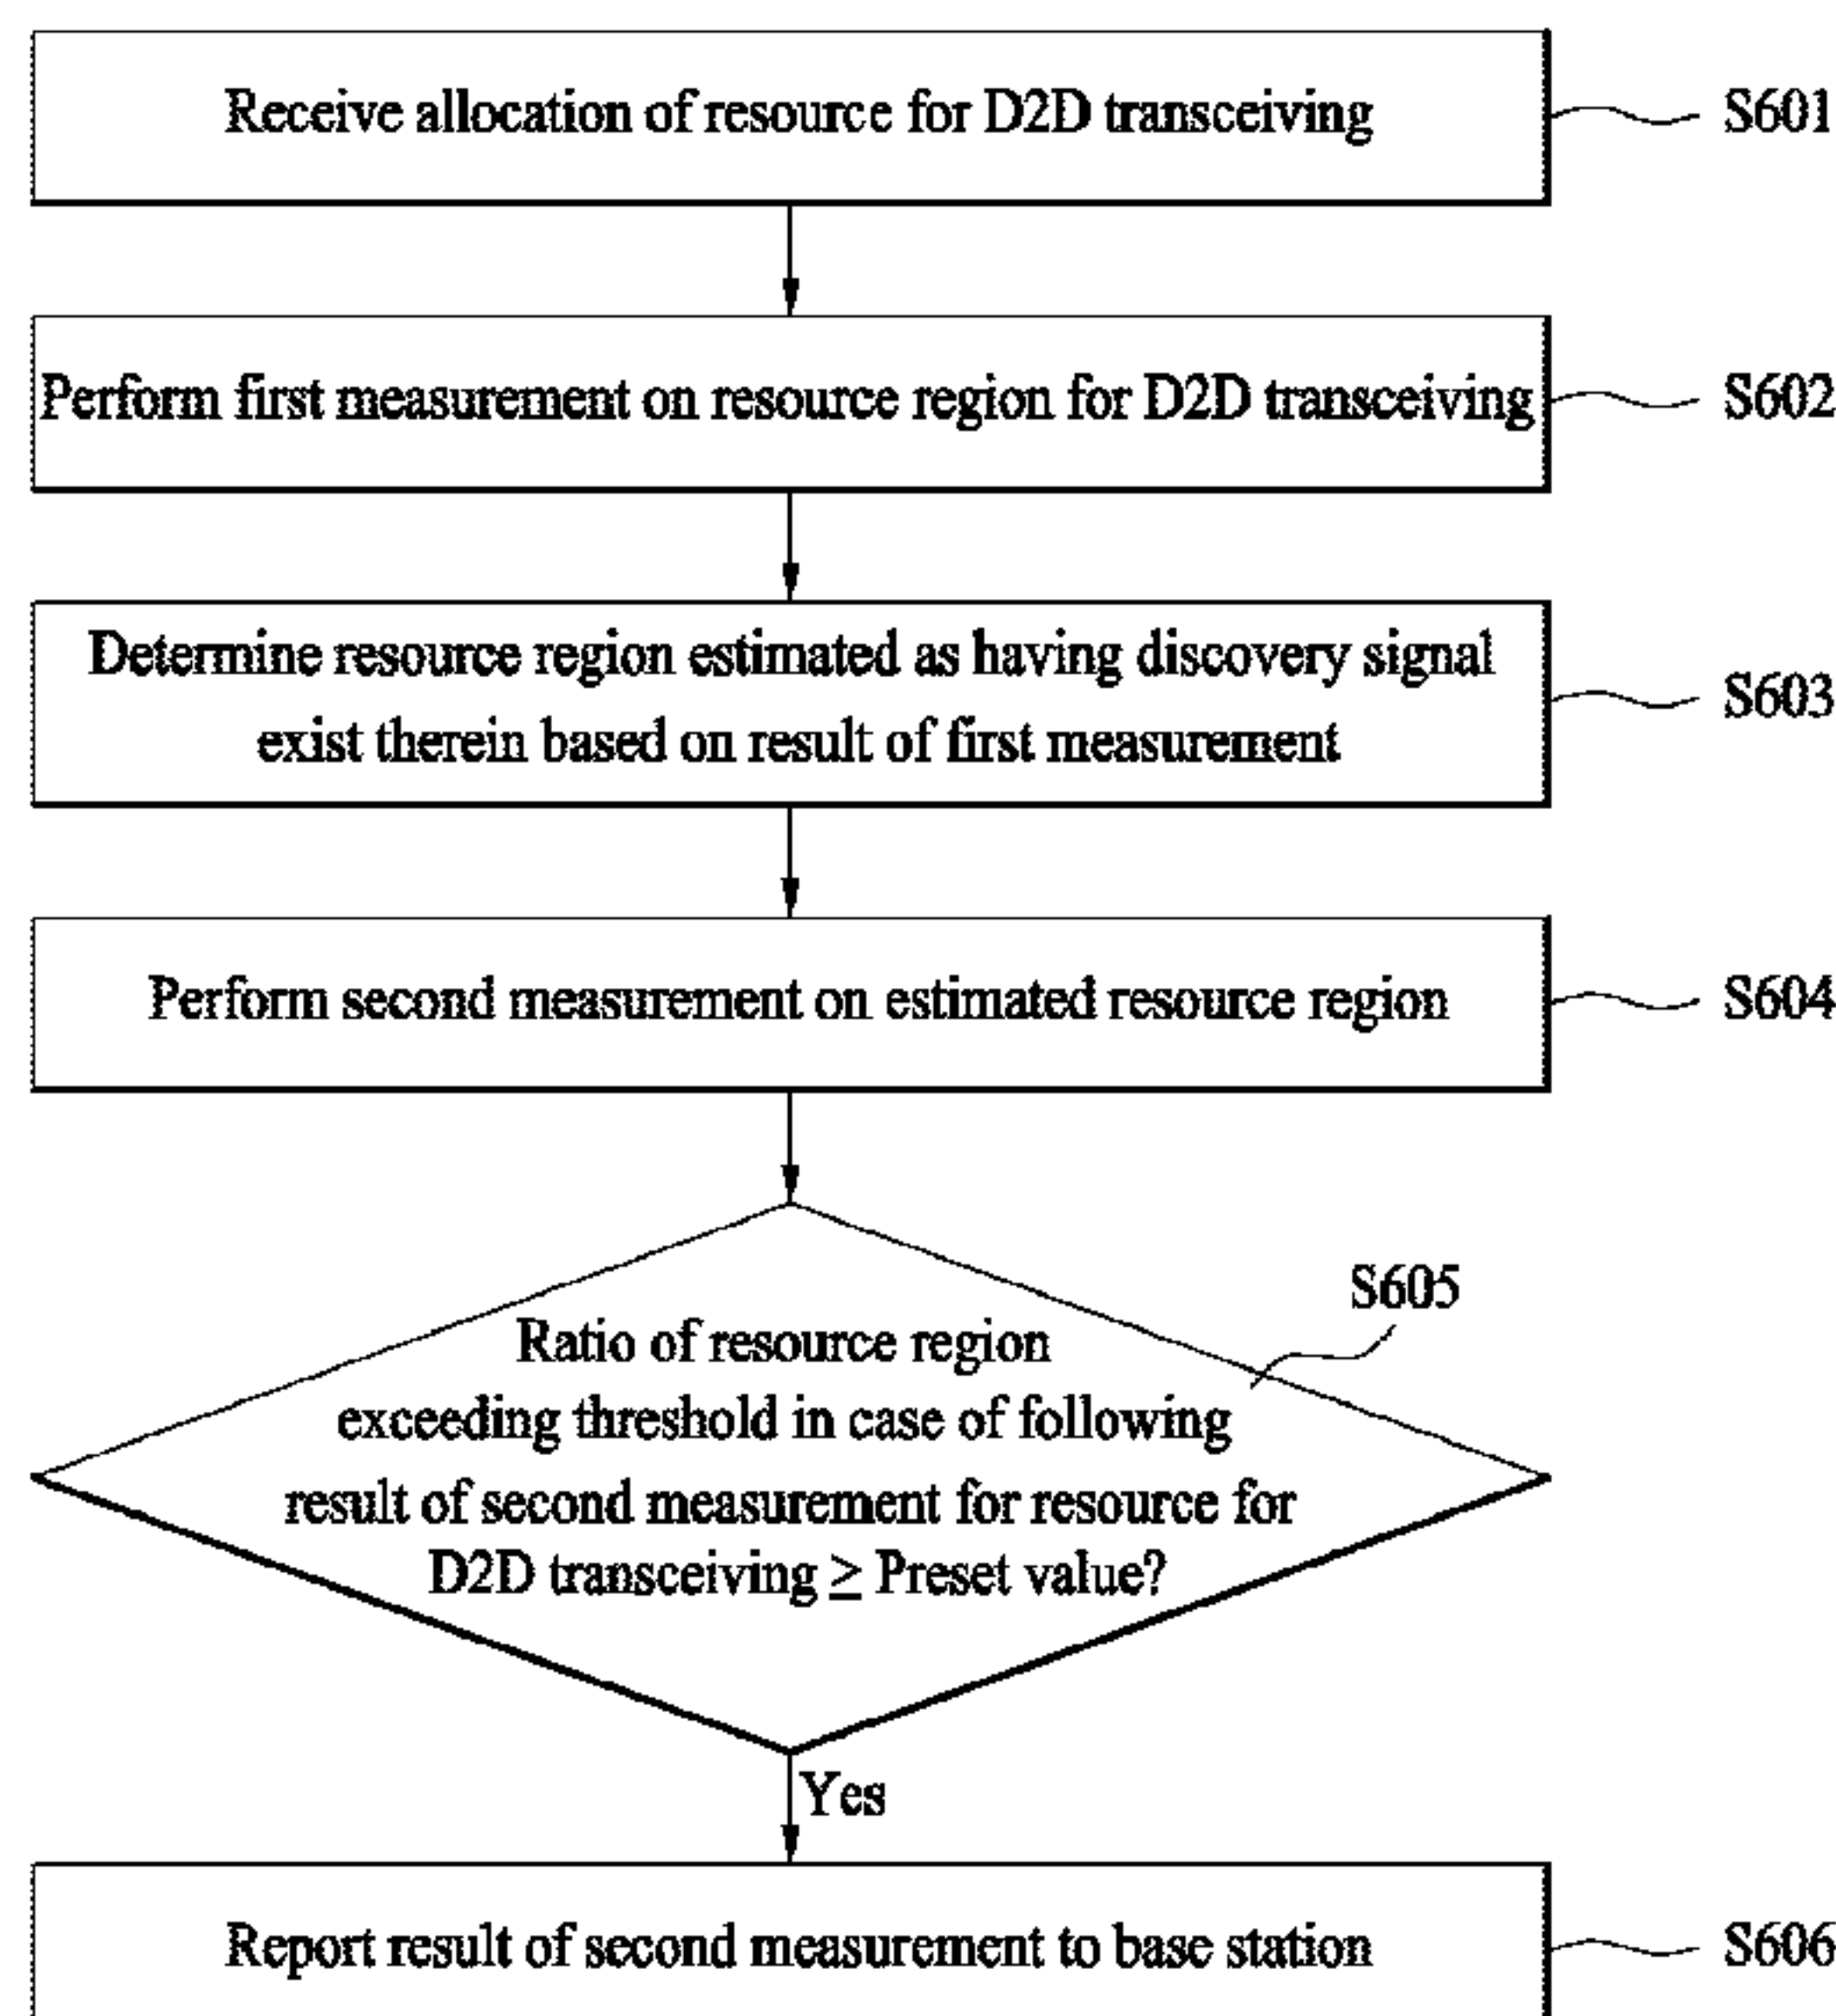 Receive allocation of resource for D2D transceiving
S601
Perform first measurement on resource region for D2D transceiving
S602
Determine resource region estimated as having discovery signal
exist therein based on result of first measurement
S603
Perform second measurement on estimated resource region
S604
S605
Ratio of resource region
exceeding threshold in case of following
result of second measurement for resource for
D2D transceiving ≥ Preset value?
Yes
Report result of second measurement to base station
S606